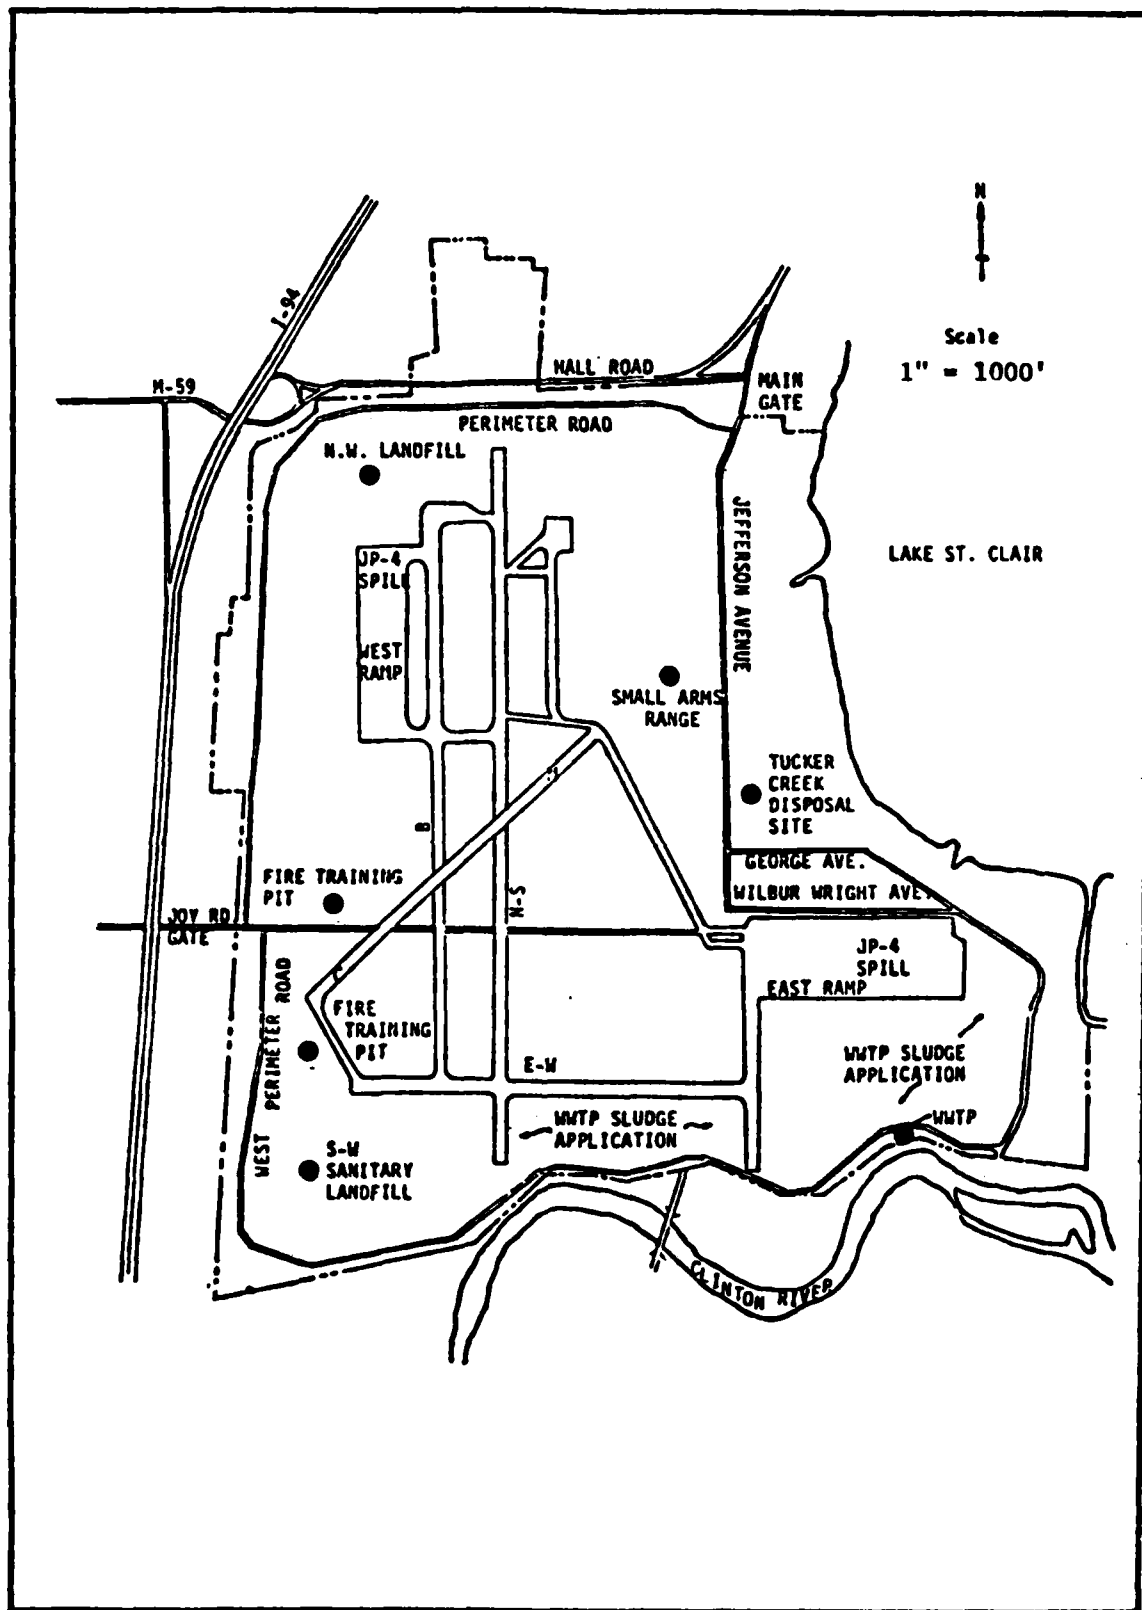 N
I-94
Scale
1" = 1000'
HALL ROAD
M-59
MAIN
GATE
PERIMETER ROAD
N.W. LANDFILL
JEFFERSON AVENUE
LAKE ST. CLAIR
JP-4
SPILL
WEST
RAMP
SMALL ARMS
RANGE
TUCKER
CREEK
DISPOSAL
SITE
B
GEORGE AVE.
FIRE TRAINING
PIT
WILBUR WRIGHT AVE.
N-S
JOY RD
GATE
JP-4
SPILL
EAST RAMP
WEST PERIMETER ROAD
FIRE
TRAINING
PIT
E-W
WWTP SLUDGE
APPLICATION
WWTP SLUDGE
APPLICATION
WWTP
S-W
SANITARY
LANDFILL
CLINTON RIVER